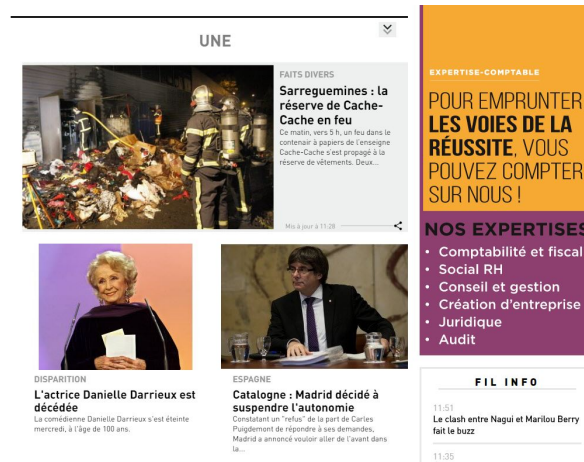 UNE
FAITS DIVERS
Sarreguemines : la
réserve de Cache-
Cache en feu
Ce matin, vers 5 h, un feu dans le
contenair à papiers de l'enseigne
Cache-Cache s'est propagé à la
réserve de vêtements. Deux...
Mis à jour à 11:28
DISPARITION
L'actrice Danielle Darrieux est
décédée
La comédienne Danielle Darrieux s'est éteinte
mercredi, à l'âge de 100 ans.
ESPAGNE
Catalogne : Madrid décidé à
suspendre l'autonomie
Constatant un "refus" de la part de Carles
Puigdemont de répondre à ses demandes,
Madrid a annoncé vouloir aller de l'avant dans
la...
EXPERTISE-COMPTABLE
POUR EMPRUNTER
LES VOIES DE LA
RÉUSSITE, VOUS
POUVEZ COMPTER
SUR NOUS !
NOS EXPERTISES
• Comptabilité et fiscal
• Social RH
• Conseil et gestion
• Création d'entreprise
• Juridique
• Audit
FIL INFO
11:51
Le clash entre Nagui et Marilou Berry
fait le buzz
11:35